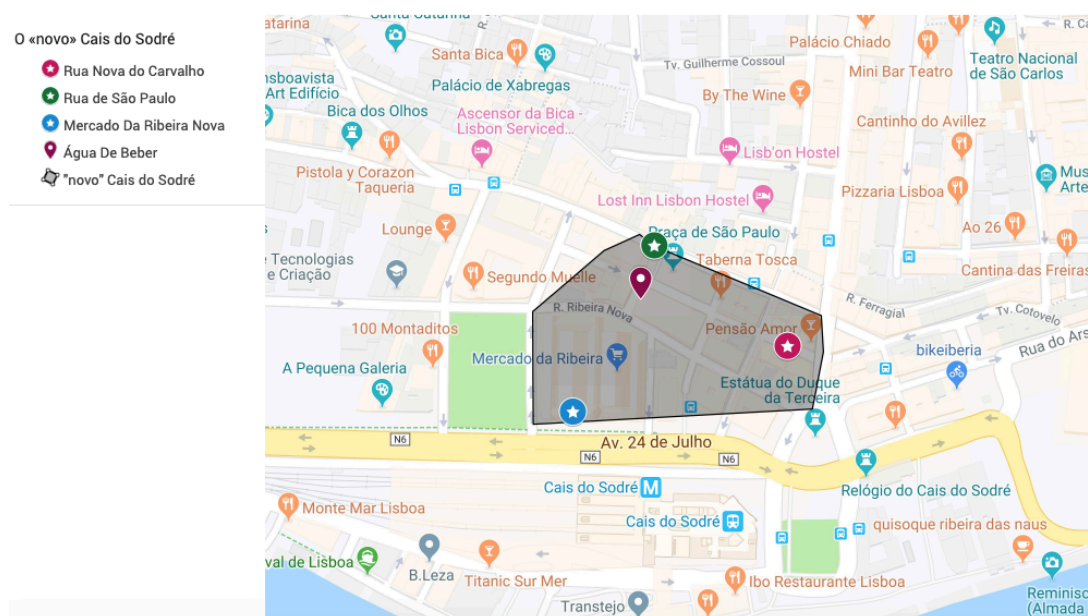 O «novo» Cais do Sodré
Rua Nova do Carvalho
Rua de São Paulo
Mercado Da Ribeira Nova
Água De Beber
"novo" Cais do Sodré
Santa Catarina
atarina
Santa Bica
Palácio de Xabregas
Tv. Guilherme Cossoul
Palácio Chiado
Mini Bar Teatro
Teatro Nacional
de São Carlos
R. Ca
nsboavista
Art Edifício
Bica dos Olhos
Ascensor da Bica -
Lisbon Serviced...
By The Wine
Cantinho do Avillez
Lisb'on Hostel
Pistola y Corazon
Taqueria
Lost Inn Lisbon Hostel
Pizzaria Lisboa
Mus
Arte
Lounge
Praça de São Paulo
Ao 26
e Tecnologias
e Criação
Segundo Muelle
Taberna Tosca
Cantina das Freiras
R. Ribeira Nova
R. Ferragial
Tv. Cotovelo
100 Montaditos
Pensão Amor
Rua do Ars
A Pequena Galeria
Mercado da Ribeira
bikeiberia
Estátua do Duque
da Terceira
N6
Av. 24 de Julho
N6
N6
Cais do Sodré M
Relógio do Cais do Sodré
Monte Mar Lisboa
Cais do Sodré
quisoque ribeira das naus
val de Lisboa
B.Leza
Titanic Sur Mer
Ibo Restaurante Lisboa
Transtejo
Reminisc
(Almada